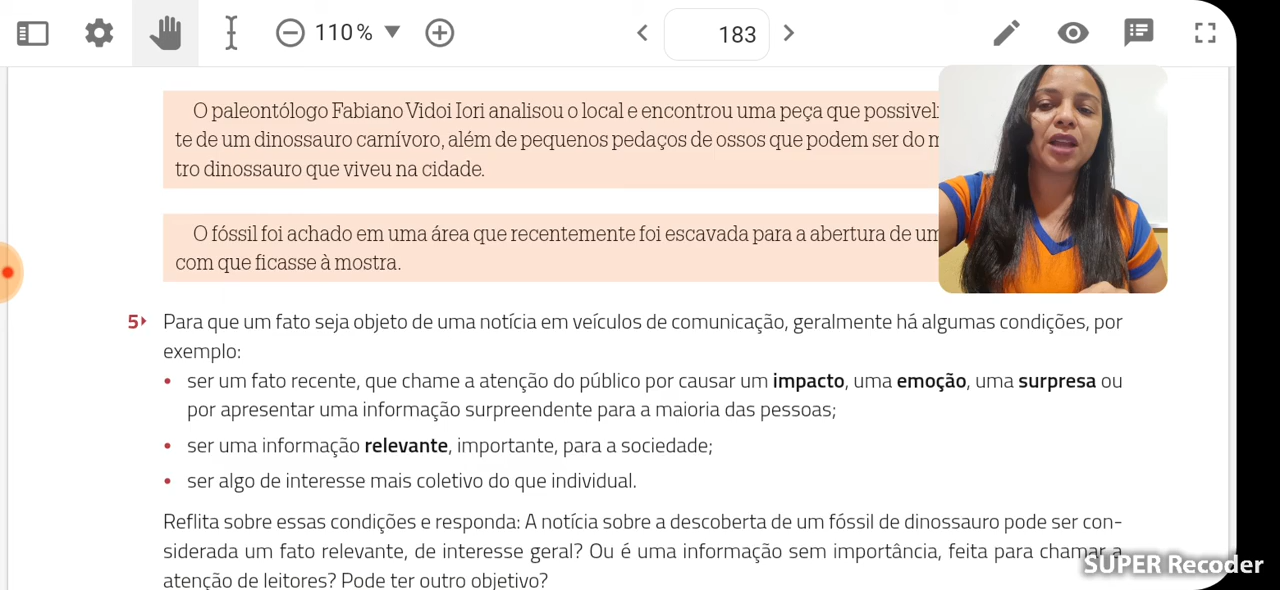 110 %
183
O paleontólogo Fabiano Vidoi Iori analisou o local e encontrou uma peça que
te de um dinossauro carnívoro, além de pequenos pedaços de ossos que podem ser do
tro dinossauro que viveu na cidade.
O fóssil foi achado em uma área que recentemente foi escavada para a abertura de
com que ficasse à mostra.
5 Para que um fato seja objeto de uma notícia em veículos de comunicação, geralmente há algumas condições, por
exemplo:
• ser um fato recente, que chame a atenção do público por causar um impacto, uma emoção, uma surpresa ou
por apresentar uma informação surpreendente para a maioria das pessoas;
• ser uma informação relevante, importante, para a sociedade;
• ser algo de interesse mais coletivo do que individual.
Reflita sobre essas condições e responda: A notícia sobre a descoberta de um fóssil de dinossauro pode ser con-
siderada um fato relevante, de interesse geral? Ou é uma informação sem importância, feita para chamar a
atenção de leitores? Pode ter outro objetivo?
SUPER Recoder